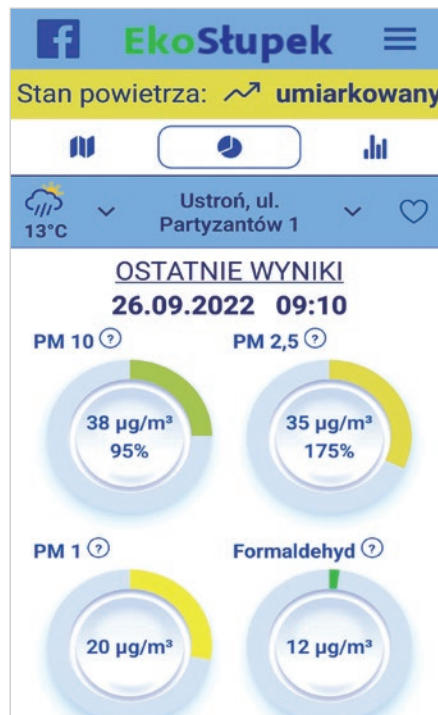 EkoSłupek
Stan powietrza: umiarkowany
13°C
Ustroń, ul.
Partyzantów 1
OSTATNIE WYNIKI
26.09.2022 09:10
PM 10 ?
PM 2,5 ?
38 µg/m³
95%
35 µg/m³
175%
PM 1 ?
Formaldehyd ?
20 µg/m³
12 µg/m³